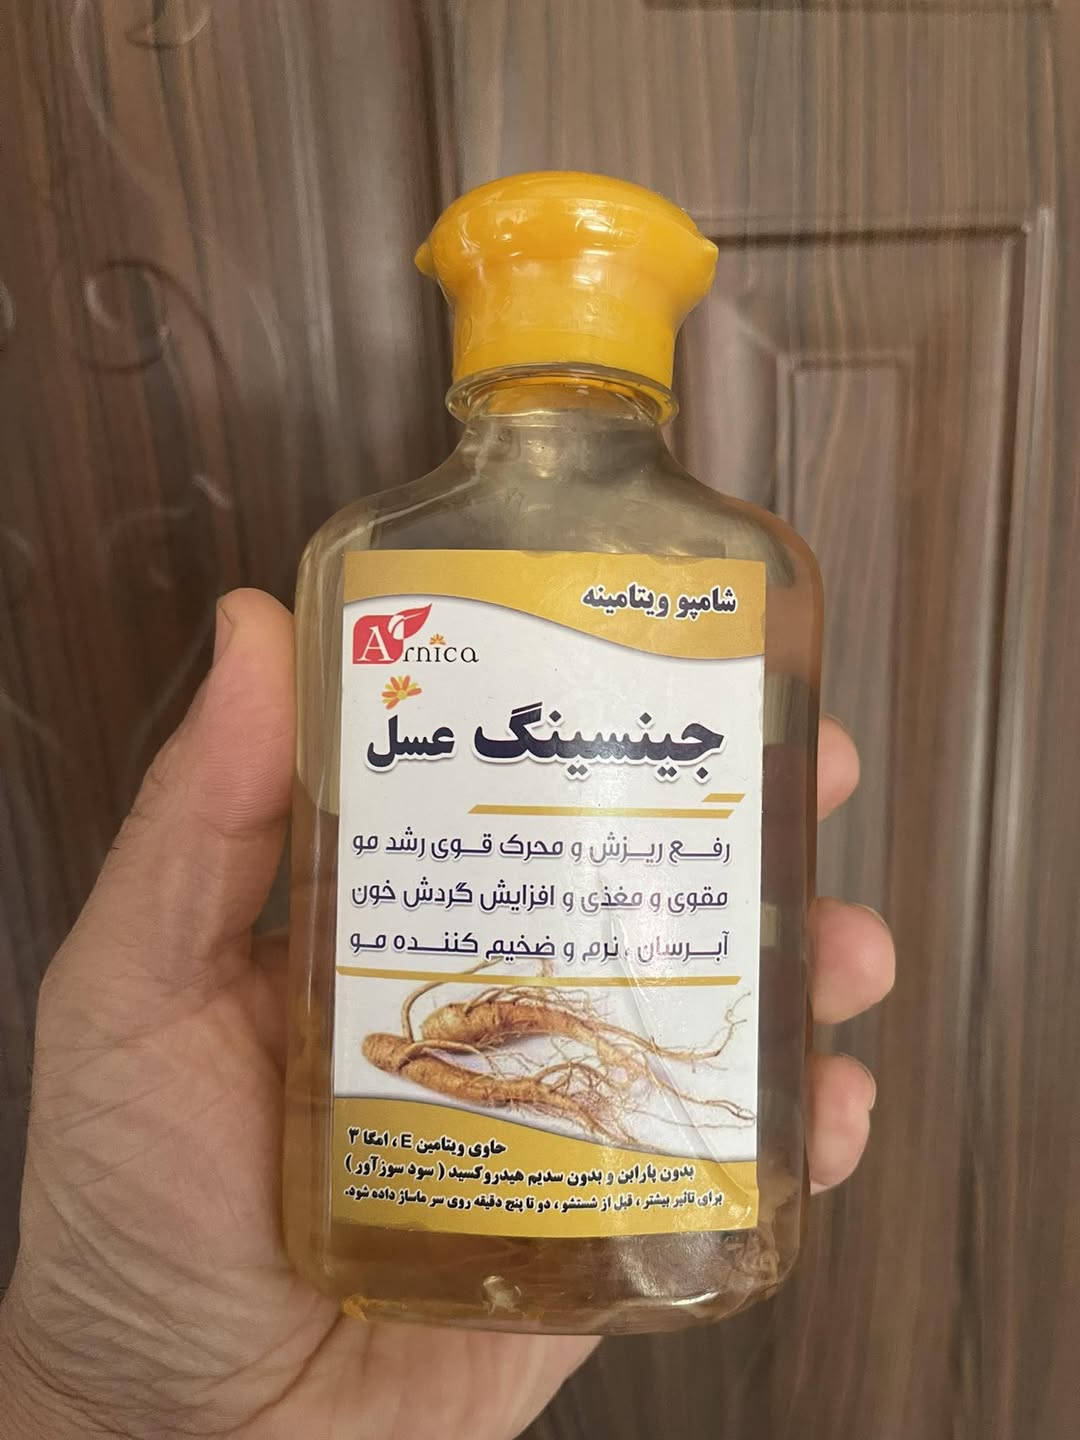 شامپو ویتامینه
Arnica
جینسینگ عسل
رفع ریزش و محرک قوی رشد مو
مقوی و مغذی و افزایش گردش خون
آبرسان ، نرم و ضخیم کننده مو
حاوی ویتامین E ، امگا ۳
بدون پارابن و بدون سدیم هیدروکسید ( سود سوزآور )
برای تاثیر بیشتر ، قبل از شستشو ، دو تا پنج دقیقه روی سر ماساژ داده شود.